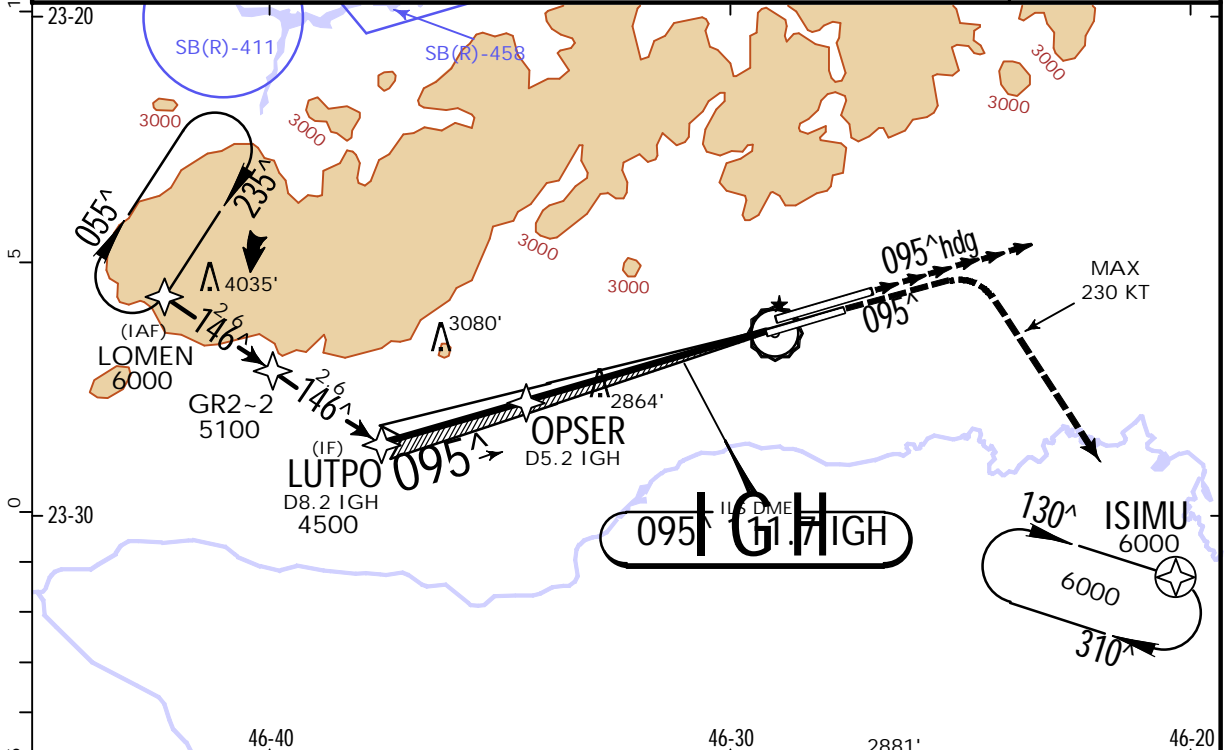 23-20
SB(R)-411
SB(R)-458
3000
3000
3000
3000
055^
235^
4035'
3000
3000
095^hdg
MAX
230 KT
095^
5
(IAF)
LOMEN
6000
2.6
146^
3080'
GR2~2
5100
2.6
146^
2864'
OPSER
D5.2 IGH
(IF)
LUTPO
D8.2 IGH
4500
095^
0
23-30
ILS DME
095^ 111.7 IGH
I G H
130^
ISIMU
6000
6000
310^
46-40
46-30
46-20
2881'